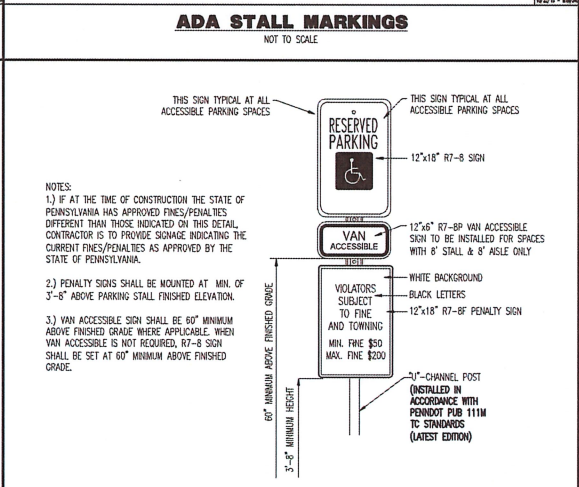 ADA STALL MARKINGS
NOT TO SCALE
THIS SIGN TYPICAL AT ALL
ACCESSIBLE PARKING SPACES
THIS SIGN TYPICAL AT ALL
ACCESSIBLE PARKING SPACES
RESERVED
PARKING
12"x18" R7-8 SIGN
NOTES:
1.) IF AT THE TIME OF CONSTRUCTION THE STATE OF
PENNSYLVANIA HAS APPROVED FINES/PENALTIES
DIFFERENT THAN THOSE INDICATED ON THIS DETAIL,
CONTRACTOR IS TO PROVIDE SIGNAGE INDICATING THE
CURRENT FINES/PENALTIES AS APPROVED BY THE
STATE OF PENNSYLVANIA.
2.) PENALTY SIGNS SHALL BE MOUNTED AT MIN. OF
3'-8" ABOVE PARKING STALL FINISHED ELEVATION.
3.) VAN ACCESSIBLE SIGN SHALL BE 60" MINIMUM
ABOVE FINISHED GRADE WHERE APPLICABLE. WHEN
VAN ACCESSIBLE IS NOT REQUIRED, R7-8 SIGN
SHALL BE SET AT 60" MINIMUM ABOVE FINISHED
GRADE.
VAN
ACCESSIBLE
12"x6" R7-8P VAN ACCESSIBLE
SIGN TO BE INSTALLED FOR SPACES
WITH 8' STALL & 8' AISLE ONLY
VIOLATORS
SUBJECT
TO FINE
AND TOWNING
MIN. FINE $50
MAX. FINE $200
WHITE BACKGROUND
BLACK LETTERS
12"x18" R7-8F PENALTY SIGN
60" MINIMUM ABOVE FINISHED GRADE
3'-8" MINIMUM HEIGHT
"U"-CHANNEL POST
(INSTALLED IN
ACCORDANCE WITH
PENNDOT PUB 111M
TC STANDARDS
(LATEST EDITION)